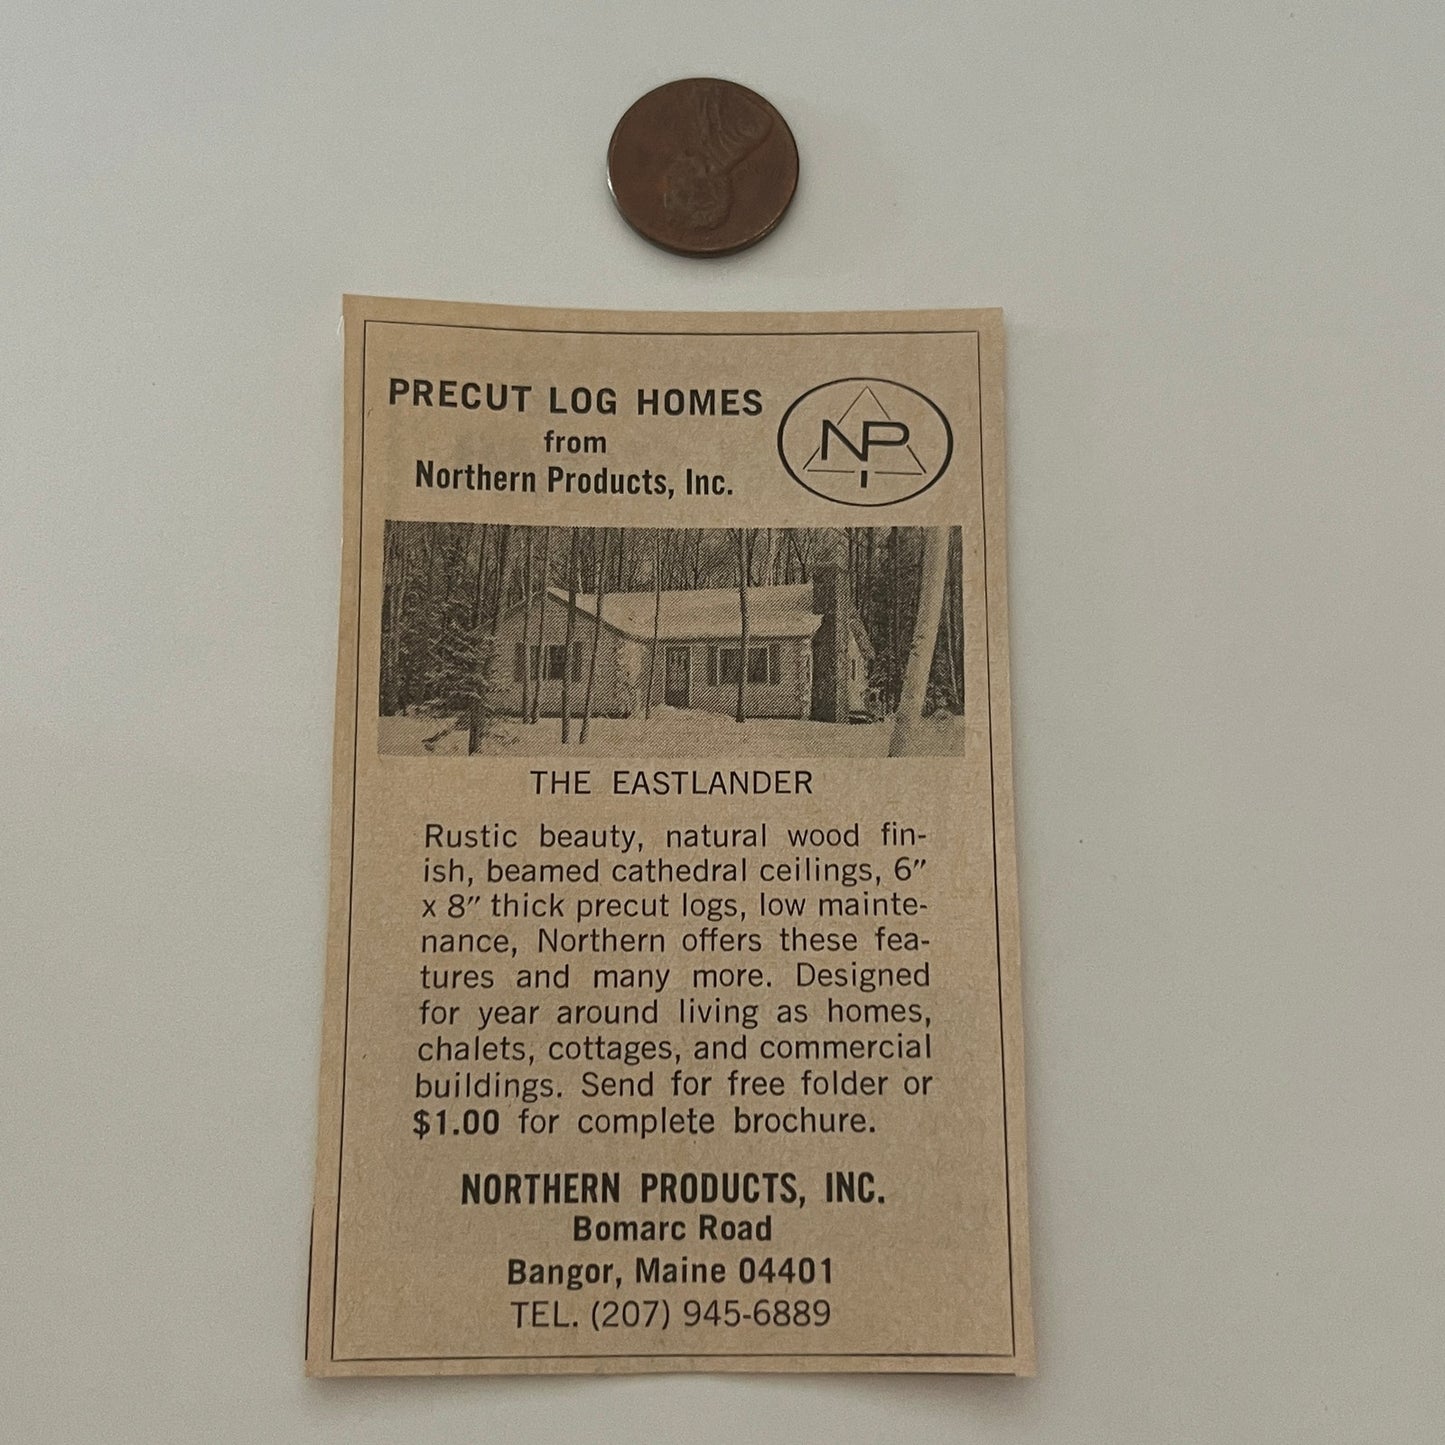 PRECUT LOG HOMES
from
Northern Products, Inc.
NPI
THE EASTLANDER
Rustic beauty, natural wood fin-
ish, beamed cathedral ceilings, 6″
x 8″ thick precut logs, low mainte-
nance, Northern offers these fea-
tures and many more. Designed
for year around living as homes,
chalets, cottages, and commercial
buildings. Send for free folder or
$1.00 for complete brochure.
NORTHERN PRODUCTS, INC.
Bomarc Road
Bangor, Maine 04401
TEL. (207) 945-6889